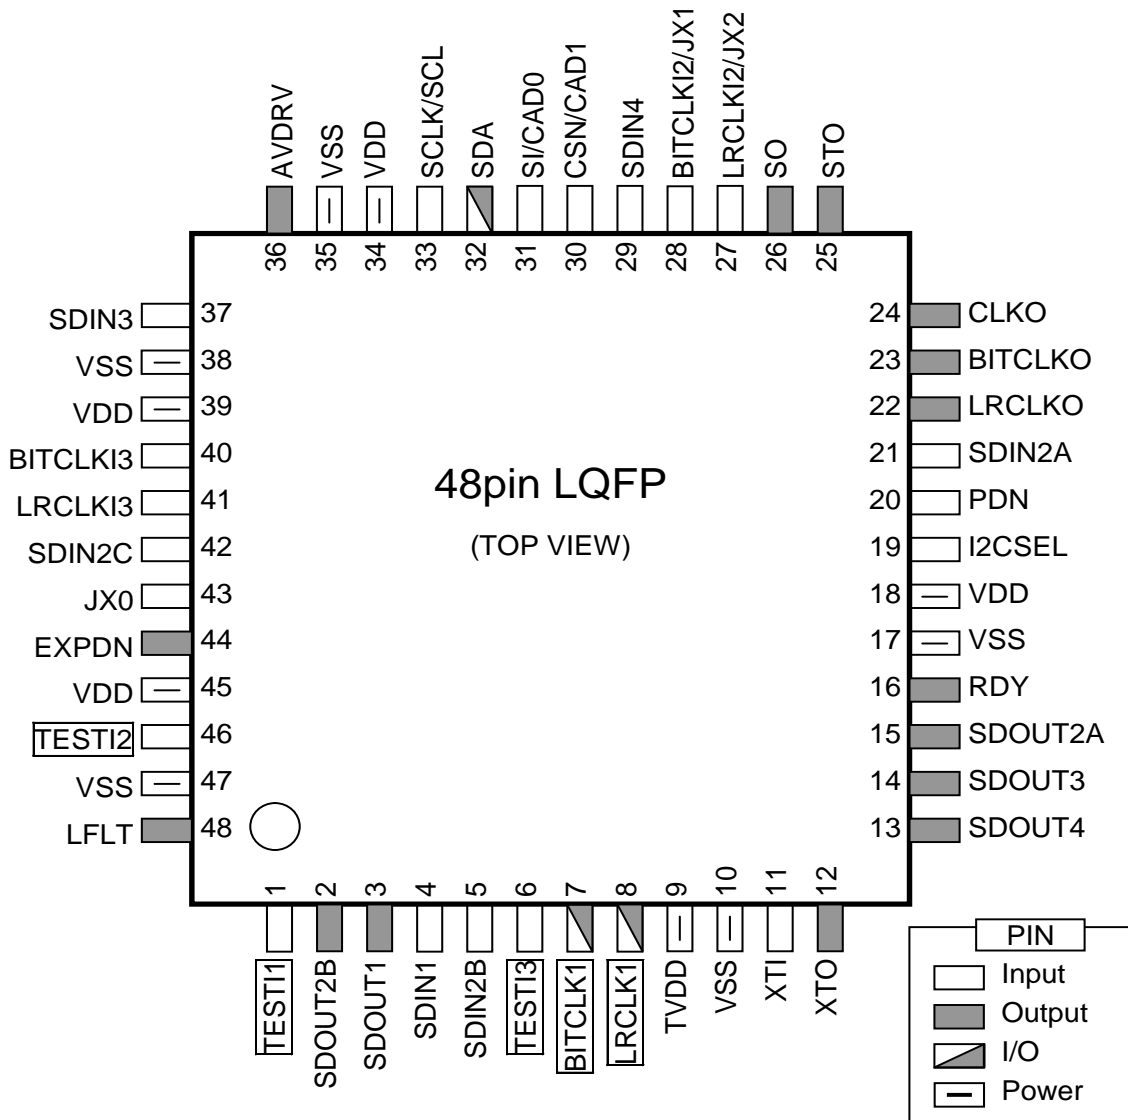 AVDRV
VSS
VDD
SCLK/SCL
SDA
SI/CAD0
CSN/CAD1
SDIN4
BITCLKI2/JX1
LRCLKI2/JX2
SO
STO
36
35
34
33
32
31
30
29
28
27
26
25
SDIN3 37
VSS 38
VDD 39
BITCLKI3 40
LRCLKI3 41
SDIN2C 42
JX0 43
EXPDN 44
VDD 45
TESTI2 46
VSS 47
LFLT 48
48pin LQFP
(TOP VIEW)
24 CLKO
23 BITCLKO
22 LRCLKO
21 SDIN2A
20 PDN
19 I2CSEL
18 VDD
17 VSS
16 RDY
15 SDOUT2A
14 SDOUT3
13 SDOUT4
1
2
3
4
5
6
7
8
9
10
11
12
TESTI1
SDOUT2B
SDOUT1
SDIN1
SDIN2B
TESTI3
BITCLK1
LRCLK1
TVDD
VSS
XTI
XTO
PIN
Input
Output
I/O
Power